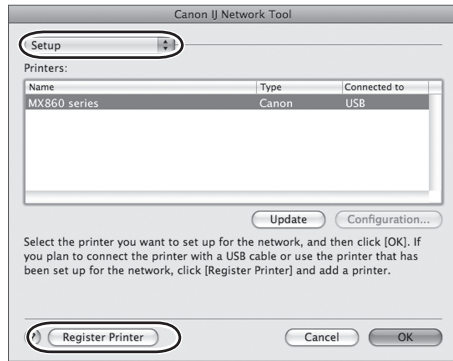 Canon IJ Network Tool
Setup
Printers:
Name Type Connected to
MX860 series Canon USB
Update Configuration...
Select the printer you want to set up for the network, and then click [OK]. If
you plan to connect the printer with a USB cable or use the printer that has
been set up for the network, click [Register Printer] and add a printer.
? Register Printer Cancel OK